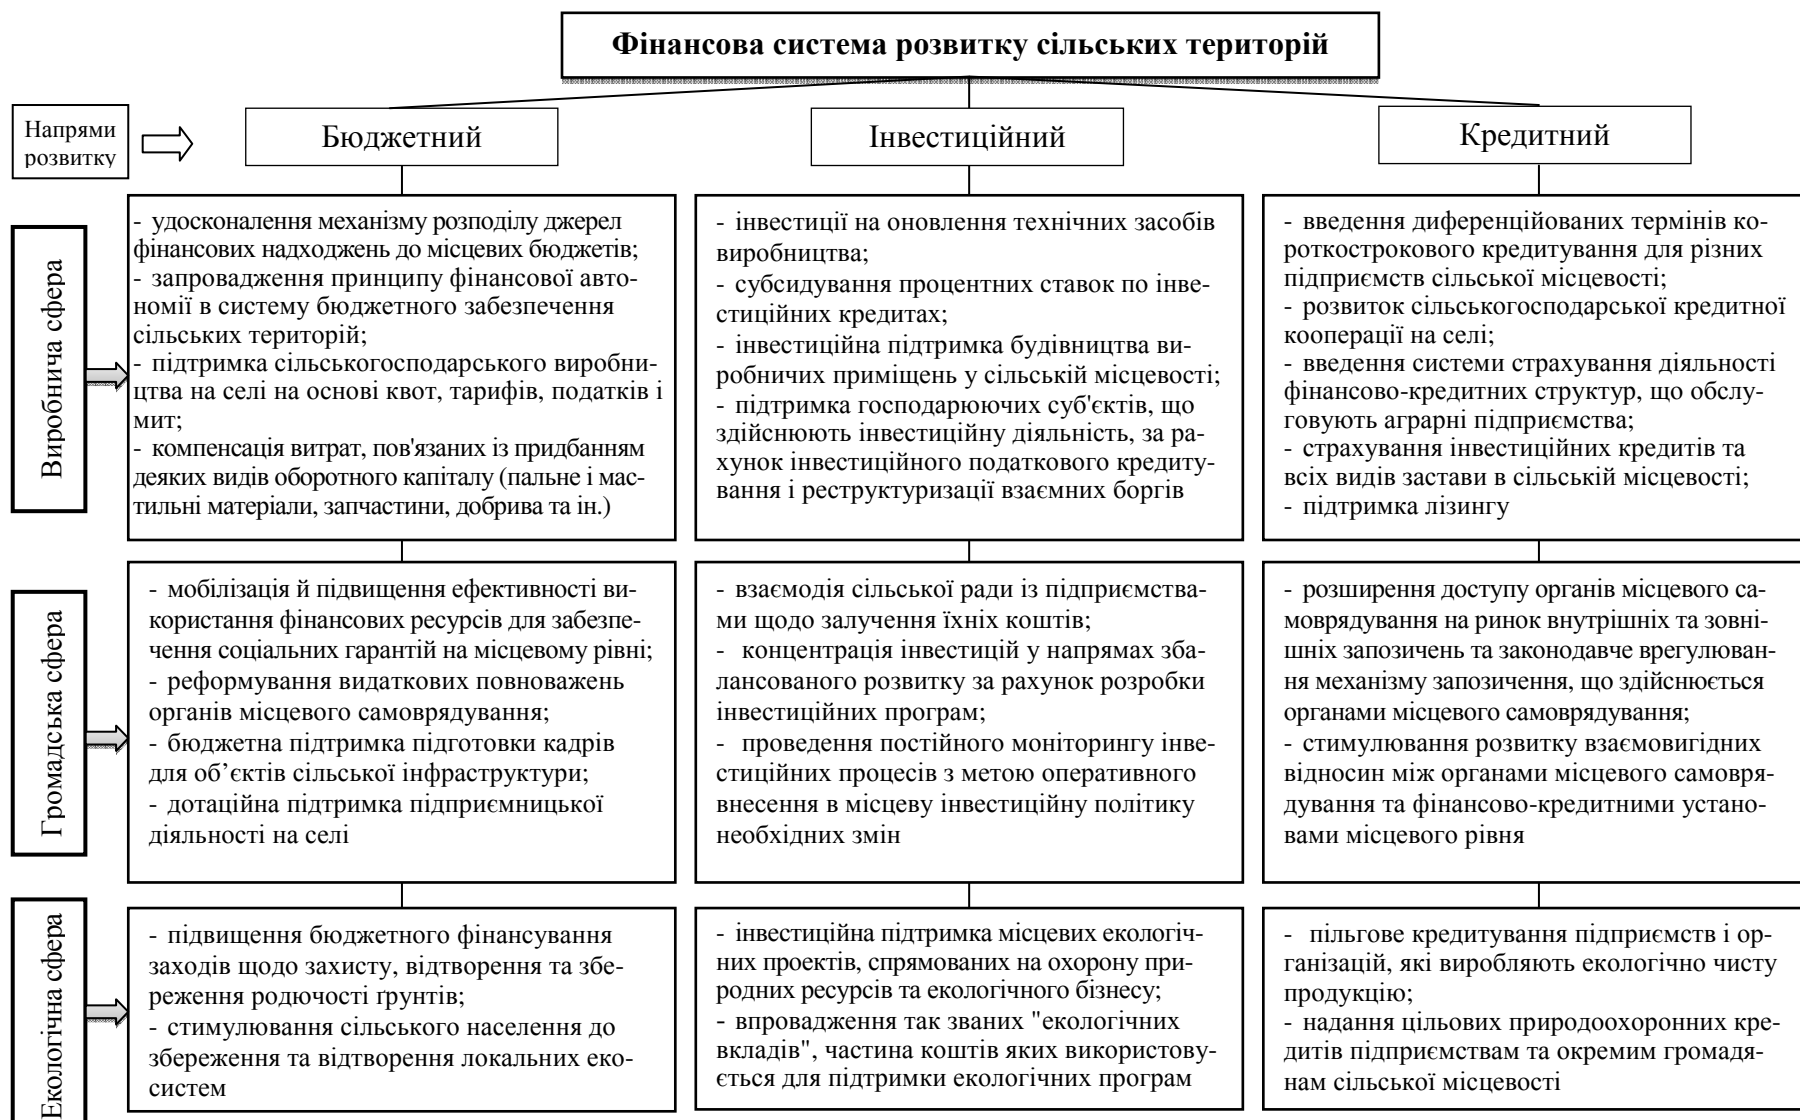 Фінансова система розвитку сільських територій
Напрями
розвитку
Бюджетний
Інвестиційний
Кредитний
Виробнича сфера
- удосконалення механізму розподілу джерел
фінансових надходжень до місцевих бюджетів;
- запровадження принципу фінансової авто-
номії в систему бюджетного забезпечення
сільських територій;
- підтримка сільськогосподарського виробни-
цтва на селі на основі квот, тарифів, податків і
мит;
- компенсація витрат, пов'язаних із придбанням
деяких видів оборотного капіталу (пальне і мас-
тильні матеріали, запчастини, добрива та ін.)
- інвестиції на оновлення технічних засобів
виробництва;
- субсидування процентних ставок по інве-
стиційних кредитах;
- інвестиційна підтримка будівництва ви-
робничих приміщень у сільській місцевості;
- підтримка господарюючих суб'єктів, що
здійснюють інвестиційну діяльність, за ра-
хунок інвестиційного податкового кредиту-
вання і реструктуризації взаємних боргів
- введення диференційованих термінів ко-
роткострокового кредитування для різних
підприємств сільської місцевості;
- розвиток сільськогосподарської кредитної
кооперації на селі;
- введення системи страхування діяльності
фінансово-кредитних структур, що обслу-
говують аграрні підприємства;
- страхування інвестиційних кредитів та
всіх видів застави в сільській місцевості;
- підтримка лізингу
Громадська сфера
- мобілізація й підвищення ефективності ви-
користання фінансових ресурсів для забезпе-
чення соціальних гарантій на місцевому рівні;
- реформування видаткових повноважень
органів місцевого самоврядування;
- бюджетна підтримка підготовки кадрів
для об’єктів сільської інфраструктури;
- дотаційна підтримка підприємницької
діяльності на селі
- взаємодія сільської ради із підприємства-
ми щодо залучення їхніх коштів;
- концентрація інвестицій у напрямах зба-
лансованого розвитку за рахунок розробки
інвестиційних програм;
- проведення постійного моніторингу інве-
стиційних процесів з метою оперативного
внесення в місцеву інвестиційну політику
необхідних змін
- розширення доступу органів місцевого са-
моврядування на ринок внутрішніх та зовні-
шніх запозичень та законодавче врегулюван-
ня механізму запозичення, що здійснюється
органами місцевого самоврядування;
- стимулювання розвитку взаємовигідних
відносин між органами місцевого самовря-
дування та фінансово-кредитними устано-
вами місцевого рівня
Екологічна сфера
- підвищення бюджетного фінансування
заходів щодо захисту, відтворення та збе-
реження родючості ґрунтів;
- стимулювання сільського населення до
збереження та відтворення локальних еко-
систем
- інвестиційна підтримка місцевих екологіч-
них проектів, спрямованих на охорону при-
родних ресурсів та екологічного бізнесу;
- впровадження так званих "екологічних
вкладів", частина коштів яких використову-
ється для підтримки екологічних програм
- пільгове кредитування підприємств і ор-
ганізацій, які виробляють екологічно чисту
продукцію;
- надання цільових природоохоронних кре-
дитів підприємствам та окремим громадя-
нам сільської місцевості